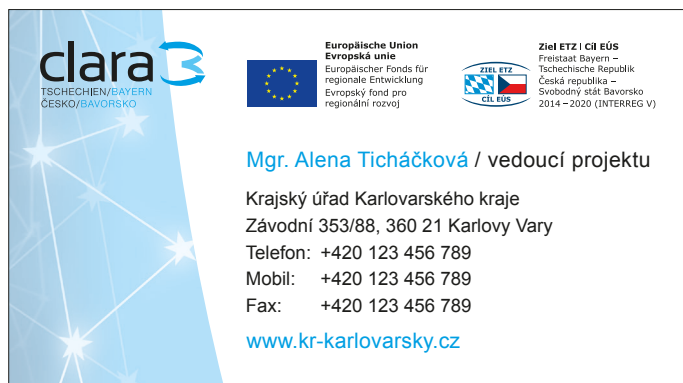 clara3
TSCHECHIEN/BAYERN
ČESKO/BAVORSKO
Europäische Union
Evropská unie
Europäischer Fonds für
regionale Entwicklung
Evropský fond pro
regionální rozvoj
ZIEL ETZ
CÍL EÚS
Ziel ETZ | Cíl EÚS
Freistaat Bayern –
Tschechische Republik
Česká republika –
Svobodný stát Bavorsko
2014 – 2020 (INTERREG V)
Mgr. Alena Ticháčková / vedoucí projektu
Krajský úřad Karlovarského kraje
Závodní 353/88, 360 21 Karlovy Vary
Telefon: +420 123 456 789
Mobil: +420 123 456 789
Fax: +420 123 456 789
www.kr-karlovarsky.cz